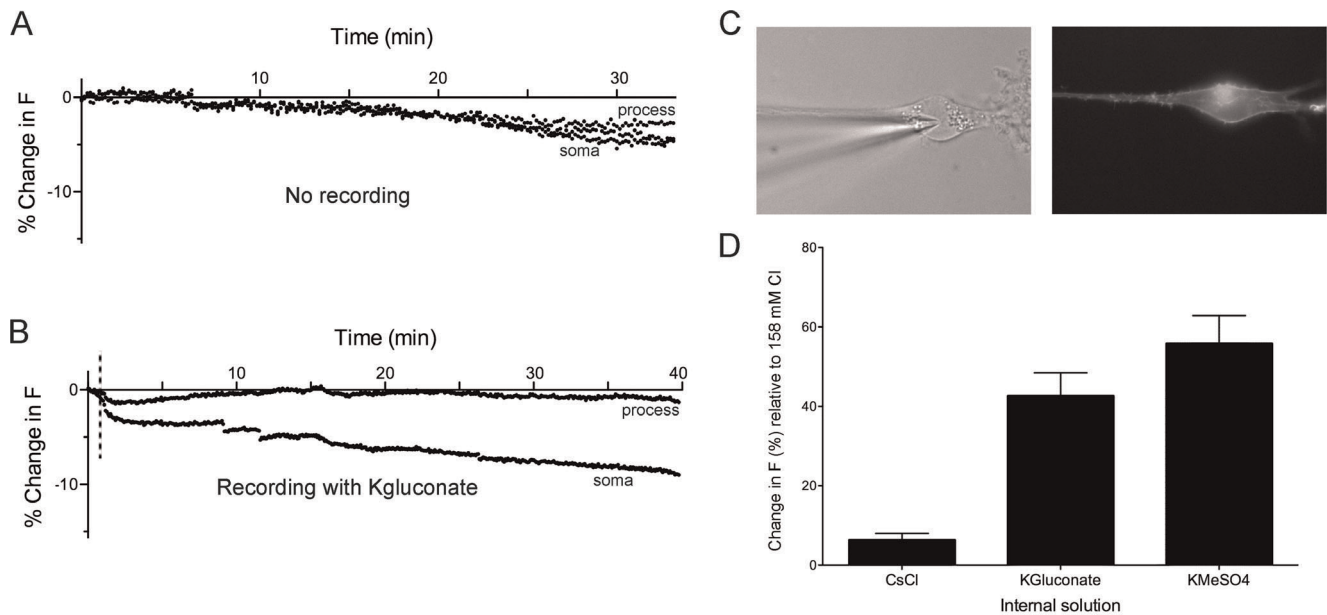 A
Time (min)
10
20
30
0
-10
% Change in F
process
soma
No recording
B
Time (min)
10
20
30
40
0
-10
% Change in F
process
soma
Recording with Kgluconate
C
D
80
60
40
20
0
Change in F (%) relative to 158 mM Cl
CsCl
KGluconate
KMeSO4
Internal solution